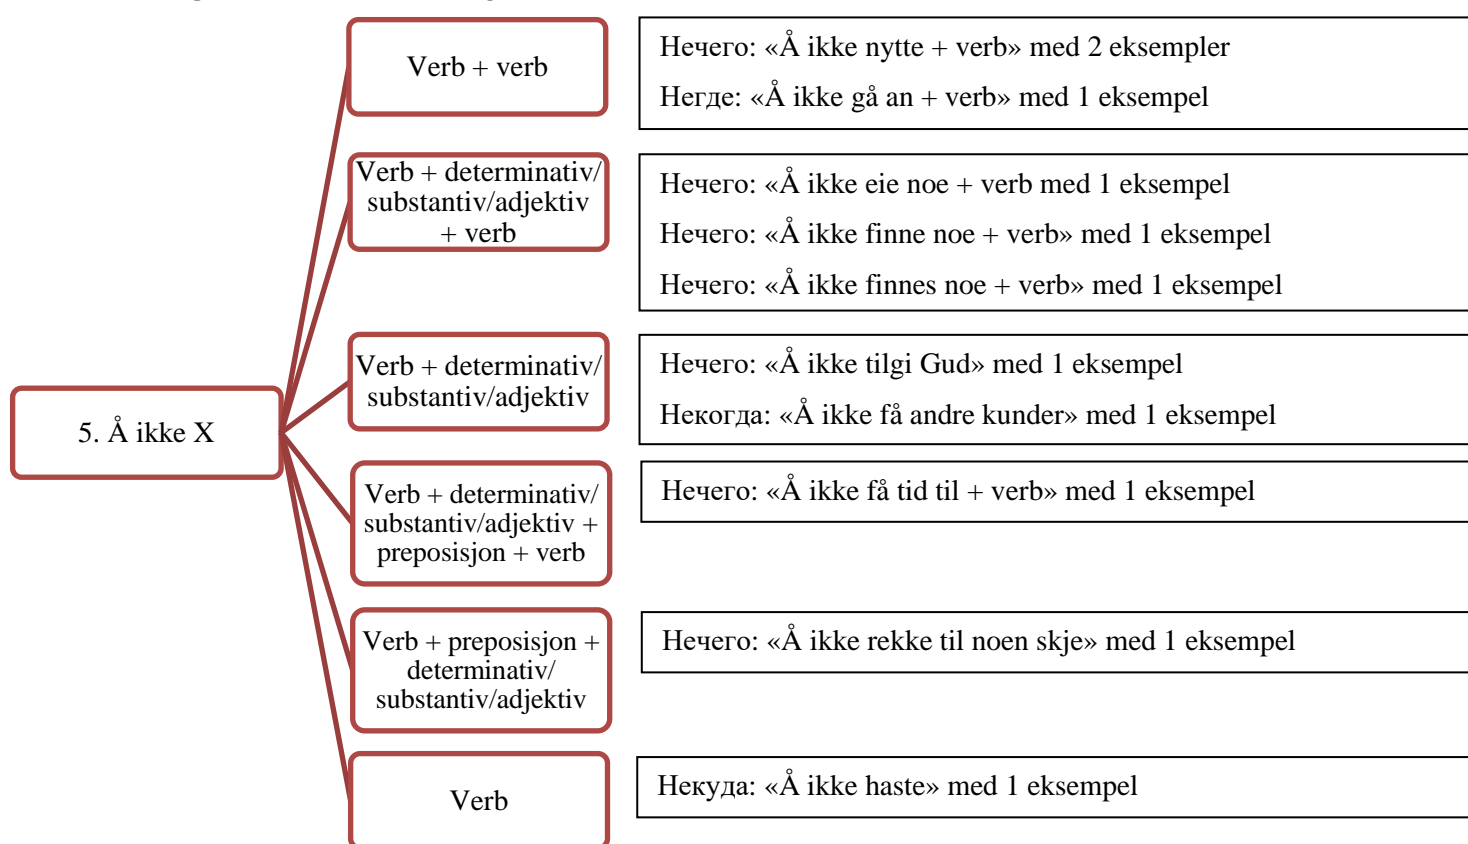 Verb + verb
Нечего: «Å ikke nytte + verb» med 2 eksempler
Негде: «Å ikke gå an + verb» med 1 eksempel
Verb + determinativ/
substantiv/adjektiv
+ verb
Нечего: «Å ikke eie noe + verb med 1 eksempel
Нечего: «Å ikke finne noe + verb» med 1 eksempel
Нечего: «Å ikke finnes noe + verb» med 1 eksempel
Verb + determinativ/
substantiv/adjektiv
Нечего: «Å ikke tilgi Gud» med 1 eksempel
Некогда: «Å ikke få andre kunder» med 1 eksempel
5. Å ikke X
Verb + determinativ/
substantiv/adjektiv +
preposisjon + verb
Нечего: «Å ikke få tid til + verb» med 1 eksempel
Verb + preposisjon +
determinativ/
substantiv/adjektiv
Нечего: «Å ikke rekke til noen skje» med 1 eksempel
Verb
Некуда: «Å ikke haste» med 1 eksempel